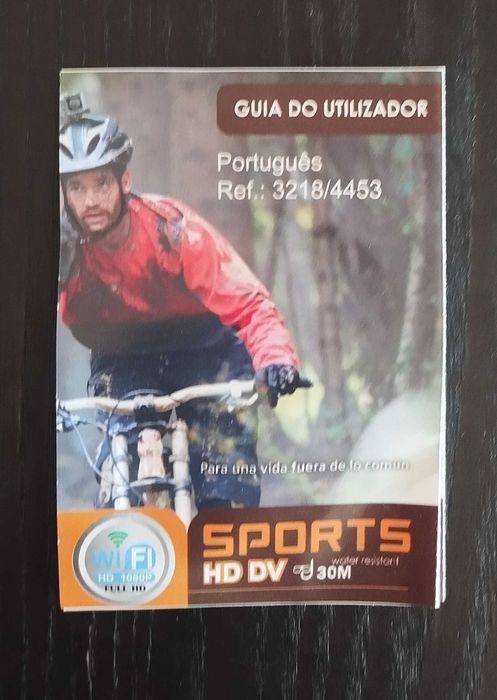 GUIA DO UTILIZADOR
Português
Ref.: 3218/4453
Para una vida fuera de lo comun
WiFi
HD 1080P
FULL HD
SPORTS
water resistant
HD DV 30M